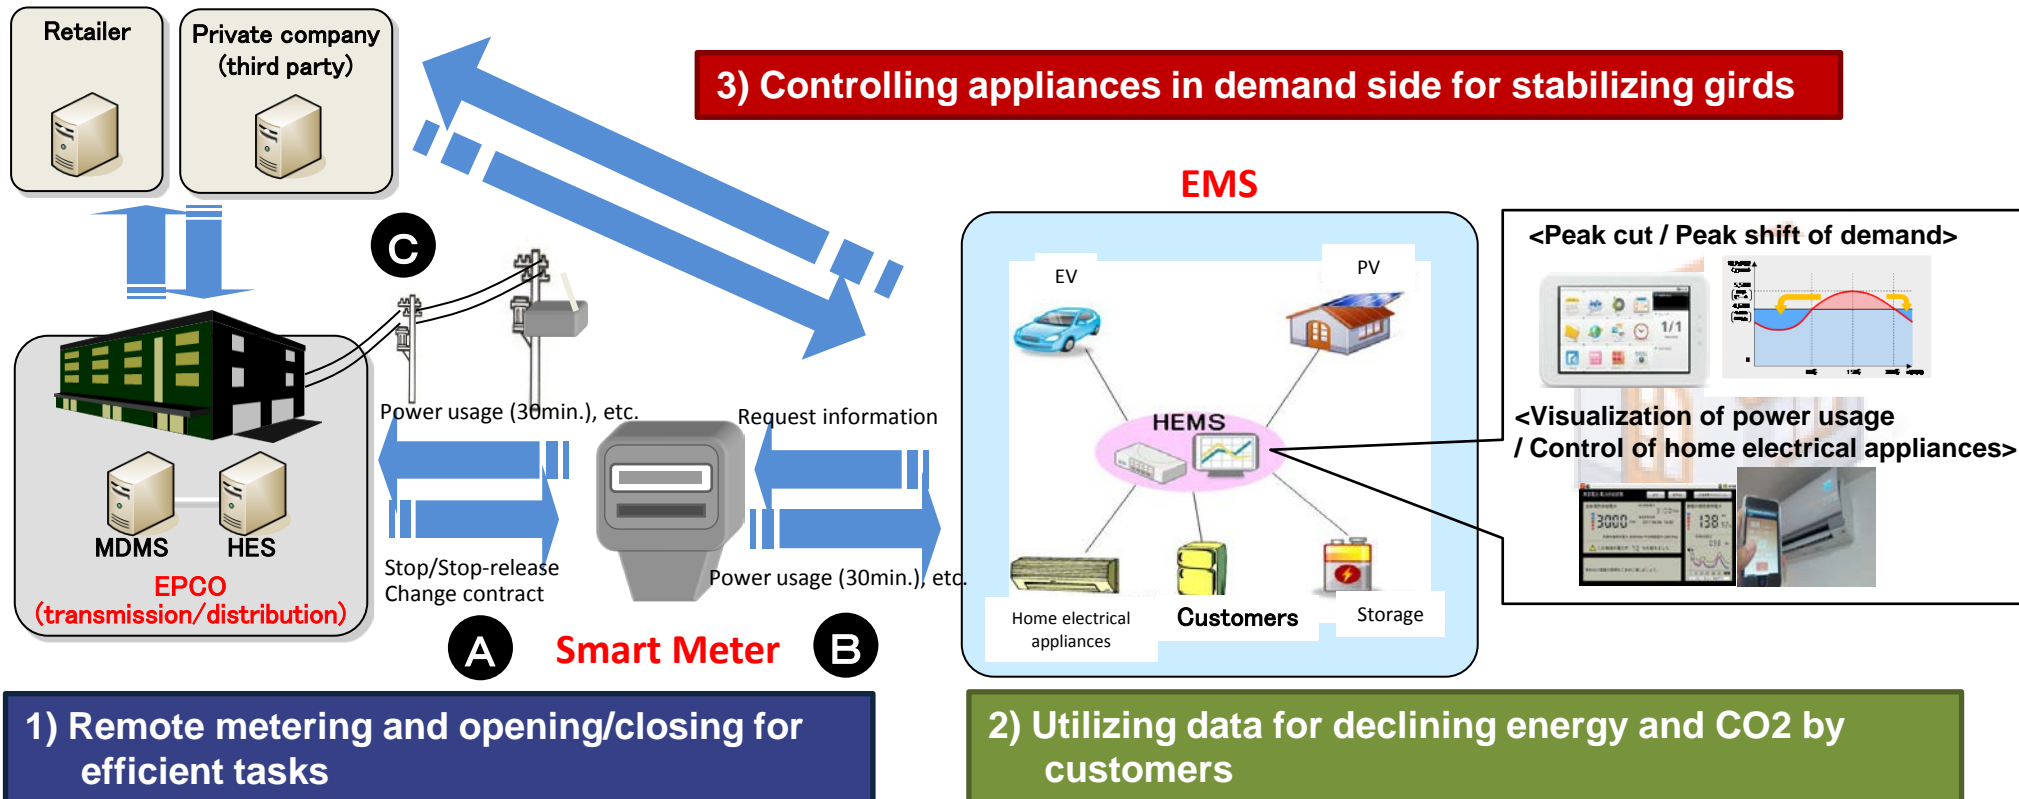 Retailer
Private company
(third party)
3) Controlling appliances in demand side for stabilizing girds
C
EMS
EV
PV
HEMS
Home electrical
appliances
Customers
Storage
<Peak cut / Peak shift of demand>
1/1
<Visualization of power usage
/ Control of home electrical appliances>
3000
138
Power usage (30min.), etc.
Request information
MDMS
HES
EPCO
(transmission/distribution)
Stop/Stop-release
Change contract
Power usage (30min.), etc.
A
Smart Meter
B
1) Remote metering and opening/closing for
efficient tasks
2) Utilizing data for declining energy and CO2 by
customers